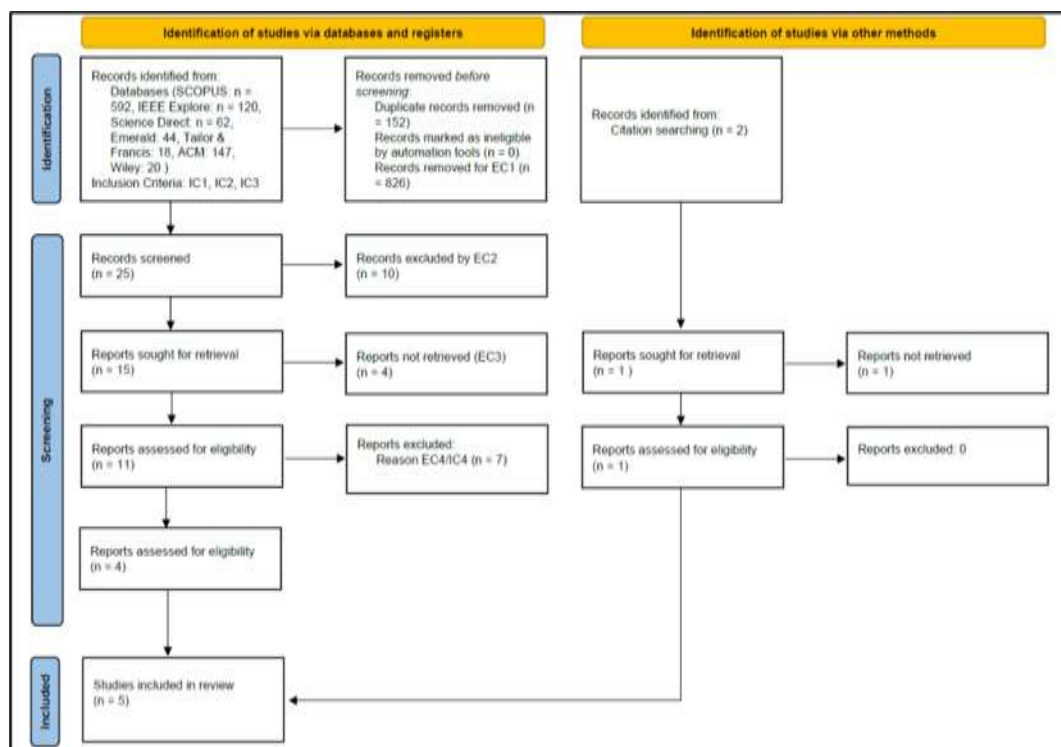 Identification of studies via databases and registers
Identification of studies via other methods
Identification
Records identified from:
Databases (SCOPUS: n =
592, IEEE Explore: n = 120,
Science Direct: n = 62,
Emerald: 44, Tailor &
Francis: 18, ACM: 147,
Wiley: 20 )
Inclusion Criteria: IC1, IC2, IC3
Records removed before
screening:
Duplicate records removed (n
= 152)
Records marked as ineligible
by automation tools (n = 0)
Records removed for EC1 (n
= 826)
Records identified from:
Citation searching (n = 2)
Screening
Records screened
(n = 25)
Records excluded by EC2
(n = 10)
Reports sought for retrieval
(n = 15)
Reports not retrieved (EC3)
(n = 4)
Reports sought for retrieval
(n = 1 )
Reports not retrieved
(n = 1)
Reports assessed for eligibility
(n = 11)
Reports excluded:
Reason EC4/IC4 (n = 7)
Reports assessed for eligibility
(n = 1)
Reports excluded: 0
Reports assessed for eligibility
(n = 4)
Included
Studies included in review
(n = 5)